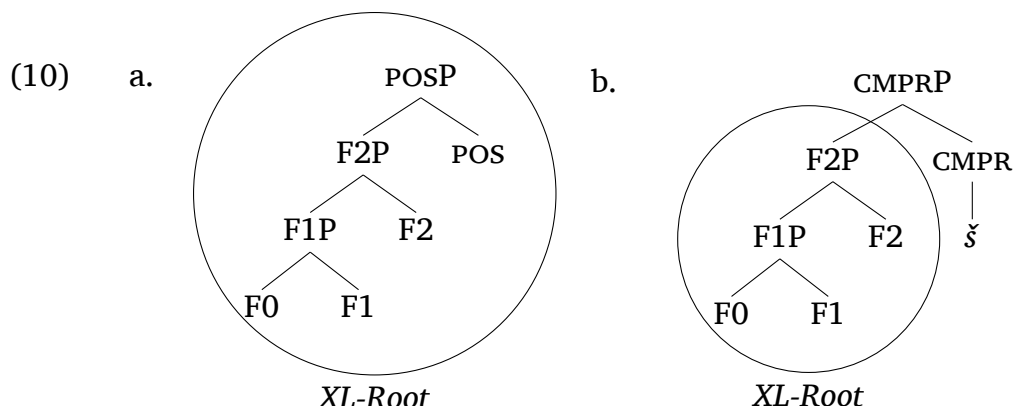 (10) a. POSP b. CMPRP
F2P POS F2P CMPR
F1P F2 F1P F2 š
F0 F1 F0 F1
XL-Root XL-Root